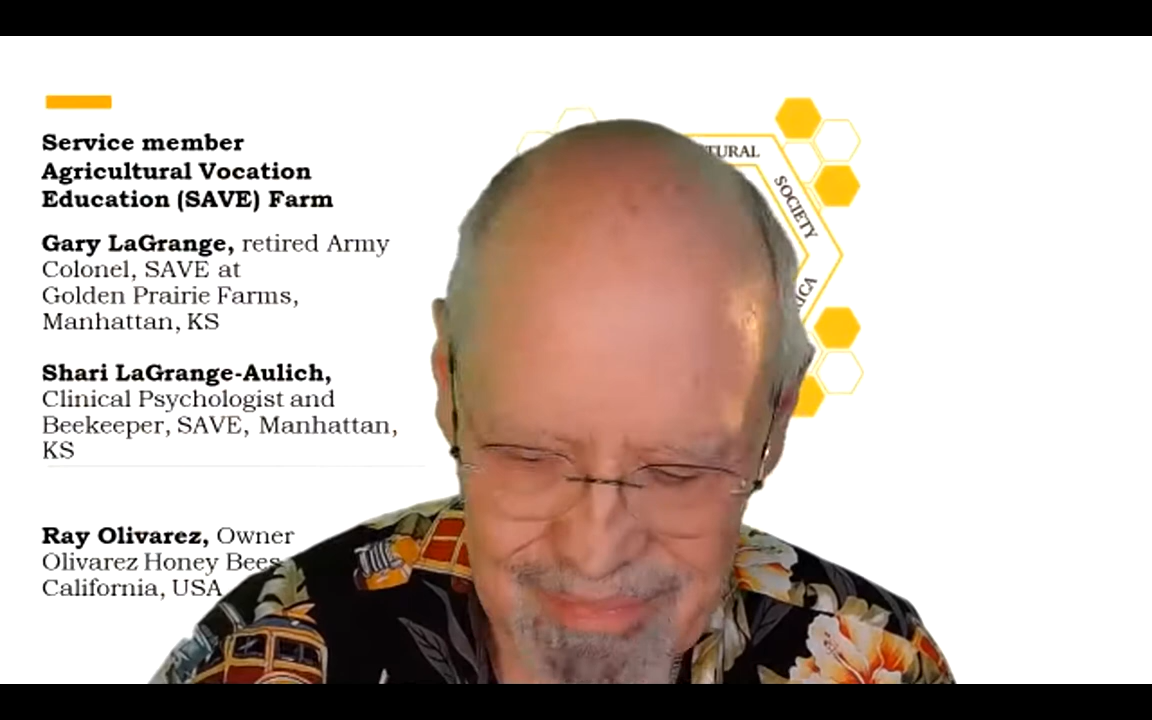 Service member
Agricultural Vocation
Education (SAVE) Farm
Gary LaGrange, retired Army
Colonel, SAVE at
Golden Prairie Farms,
Manhattan, KS
Shari LaGrange-Aulich,
Clinical Psychologist and
Beekeeper, SAVE, Manhattan,
KS
Ray Olivarez, Owner
Olivarez Honey Bees
California, USA
SOCIETY